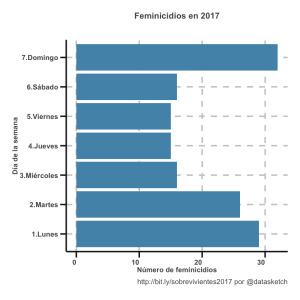 Feminicidios en 2017
Día de la semana
7.Domingo
6.Sábado
5.Viernes
4.Jueves
3.Miércoles
2.Martes
1.Lunes
0 10 20 30
Número de feminicidios
http://bit.ly/sobrevivientes2017 por @datasketch